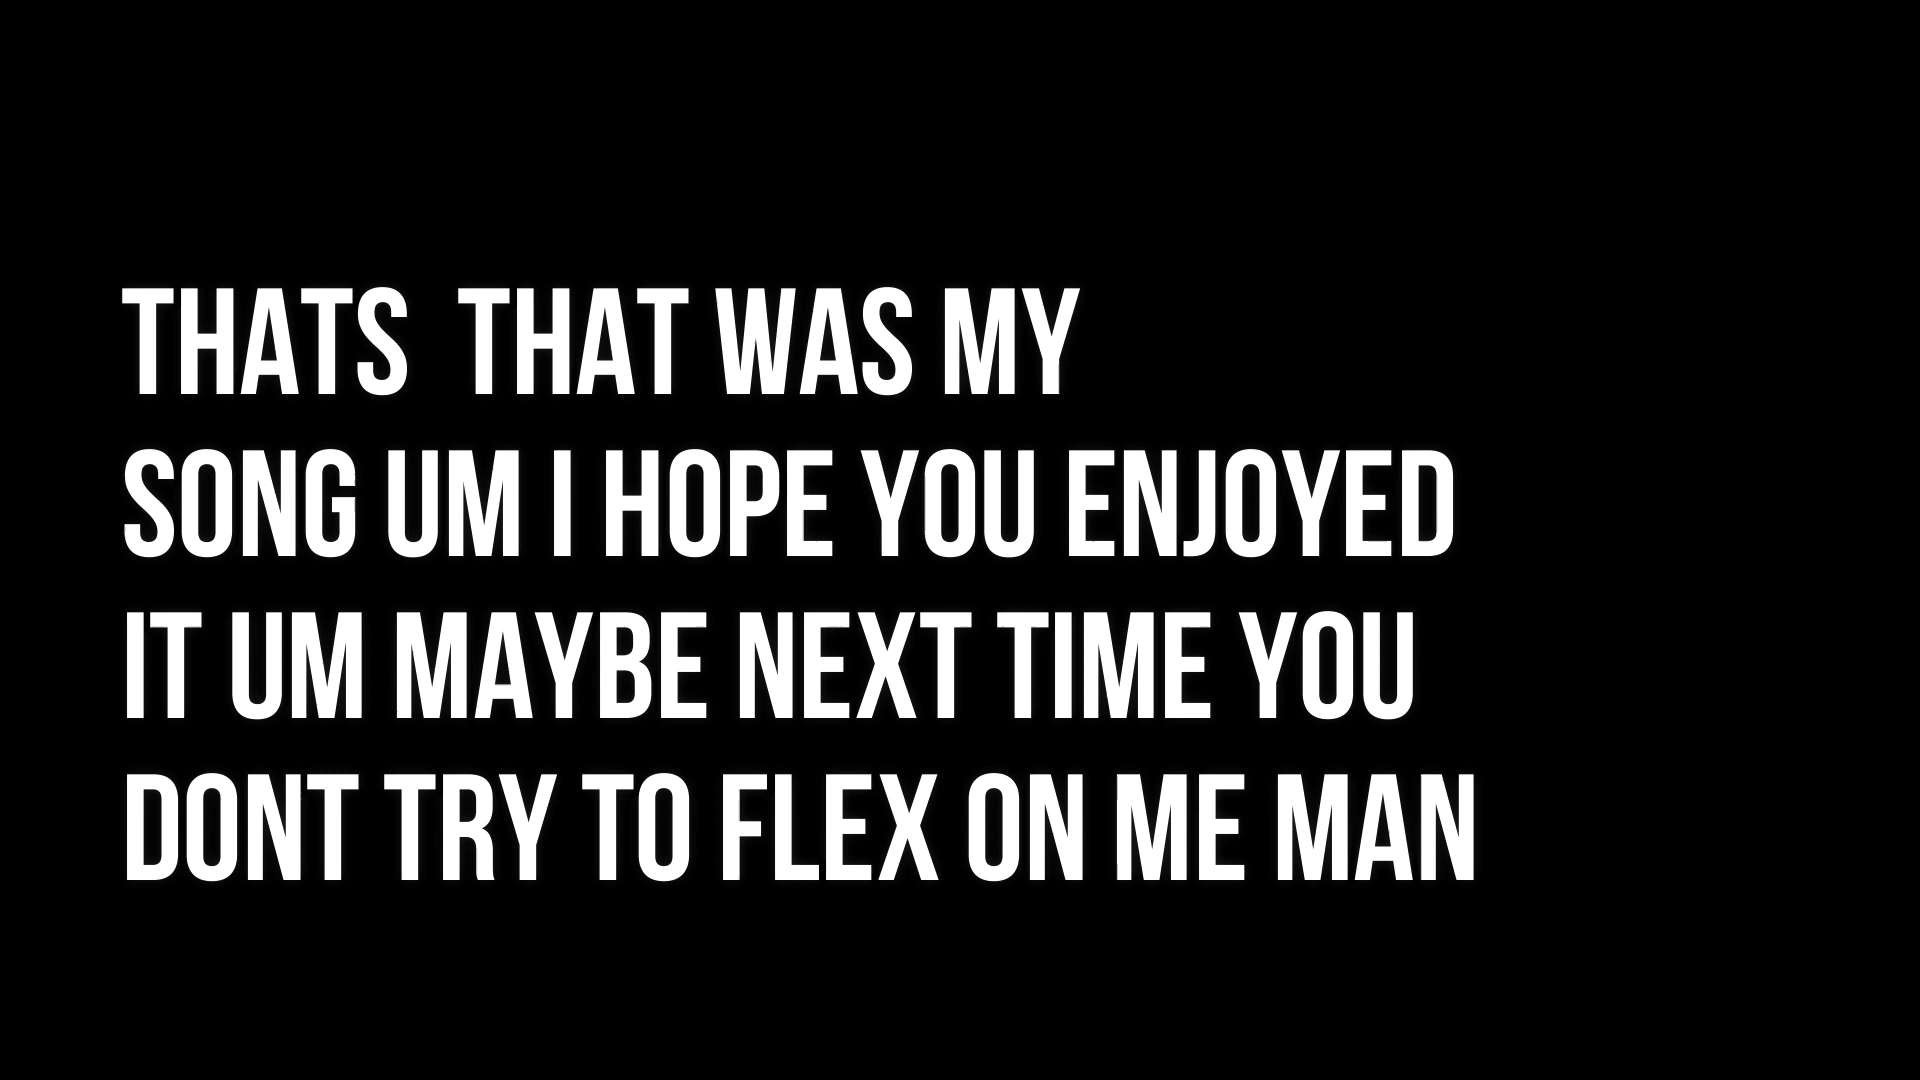 THATS  THAT WAS MY
SONG UM I HOPE YOU ENJOYED
IT UM MAYBE NEXT TIME YOU
DONT TRY TO FLEX ON ME MAN